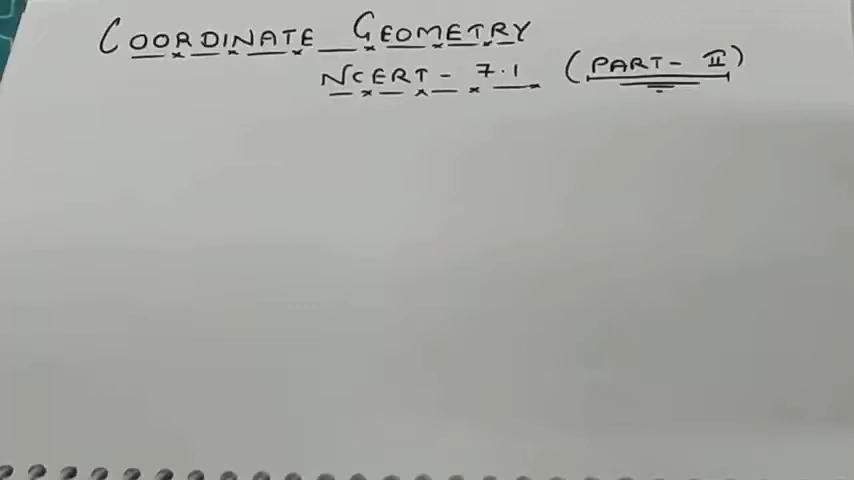 COORDINATE GEOMETRY
NCERT - 7.1 (PART - II)